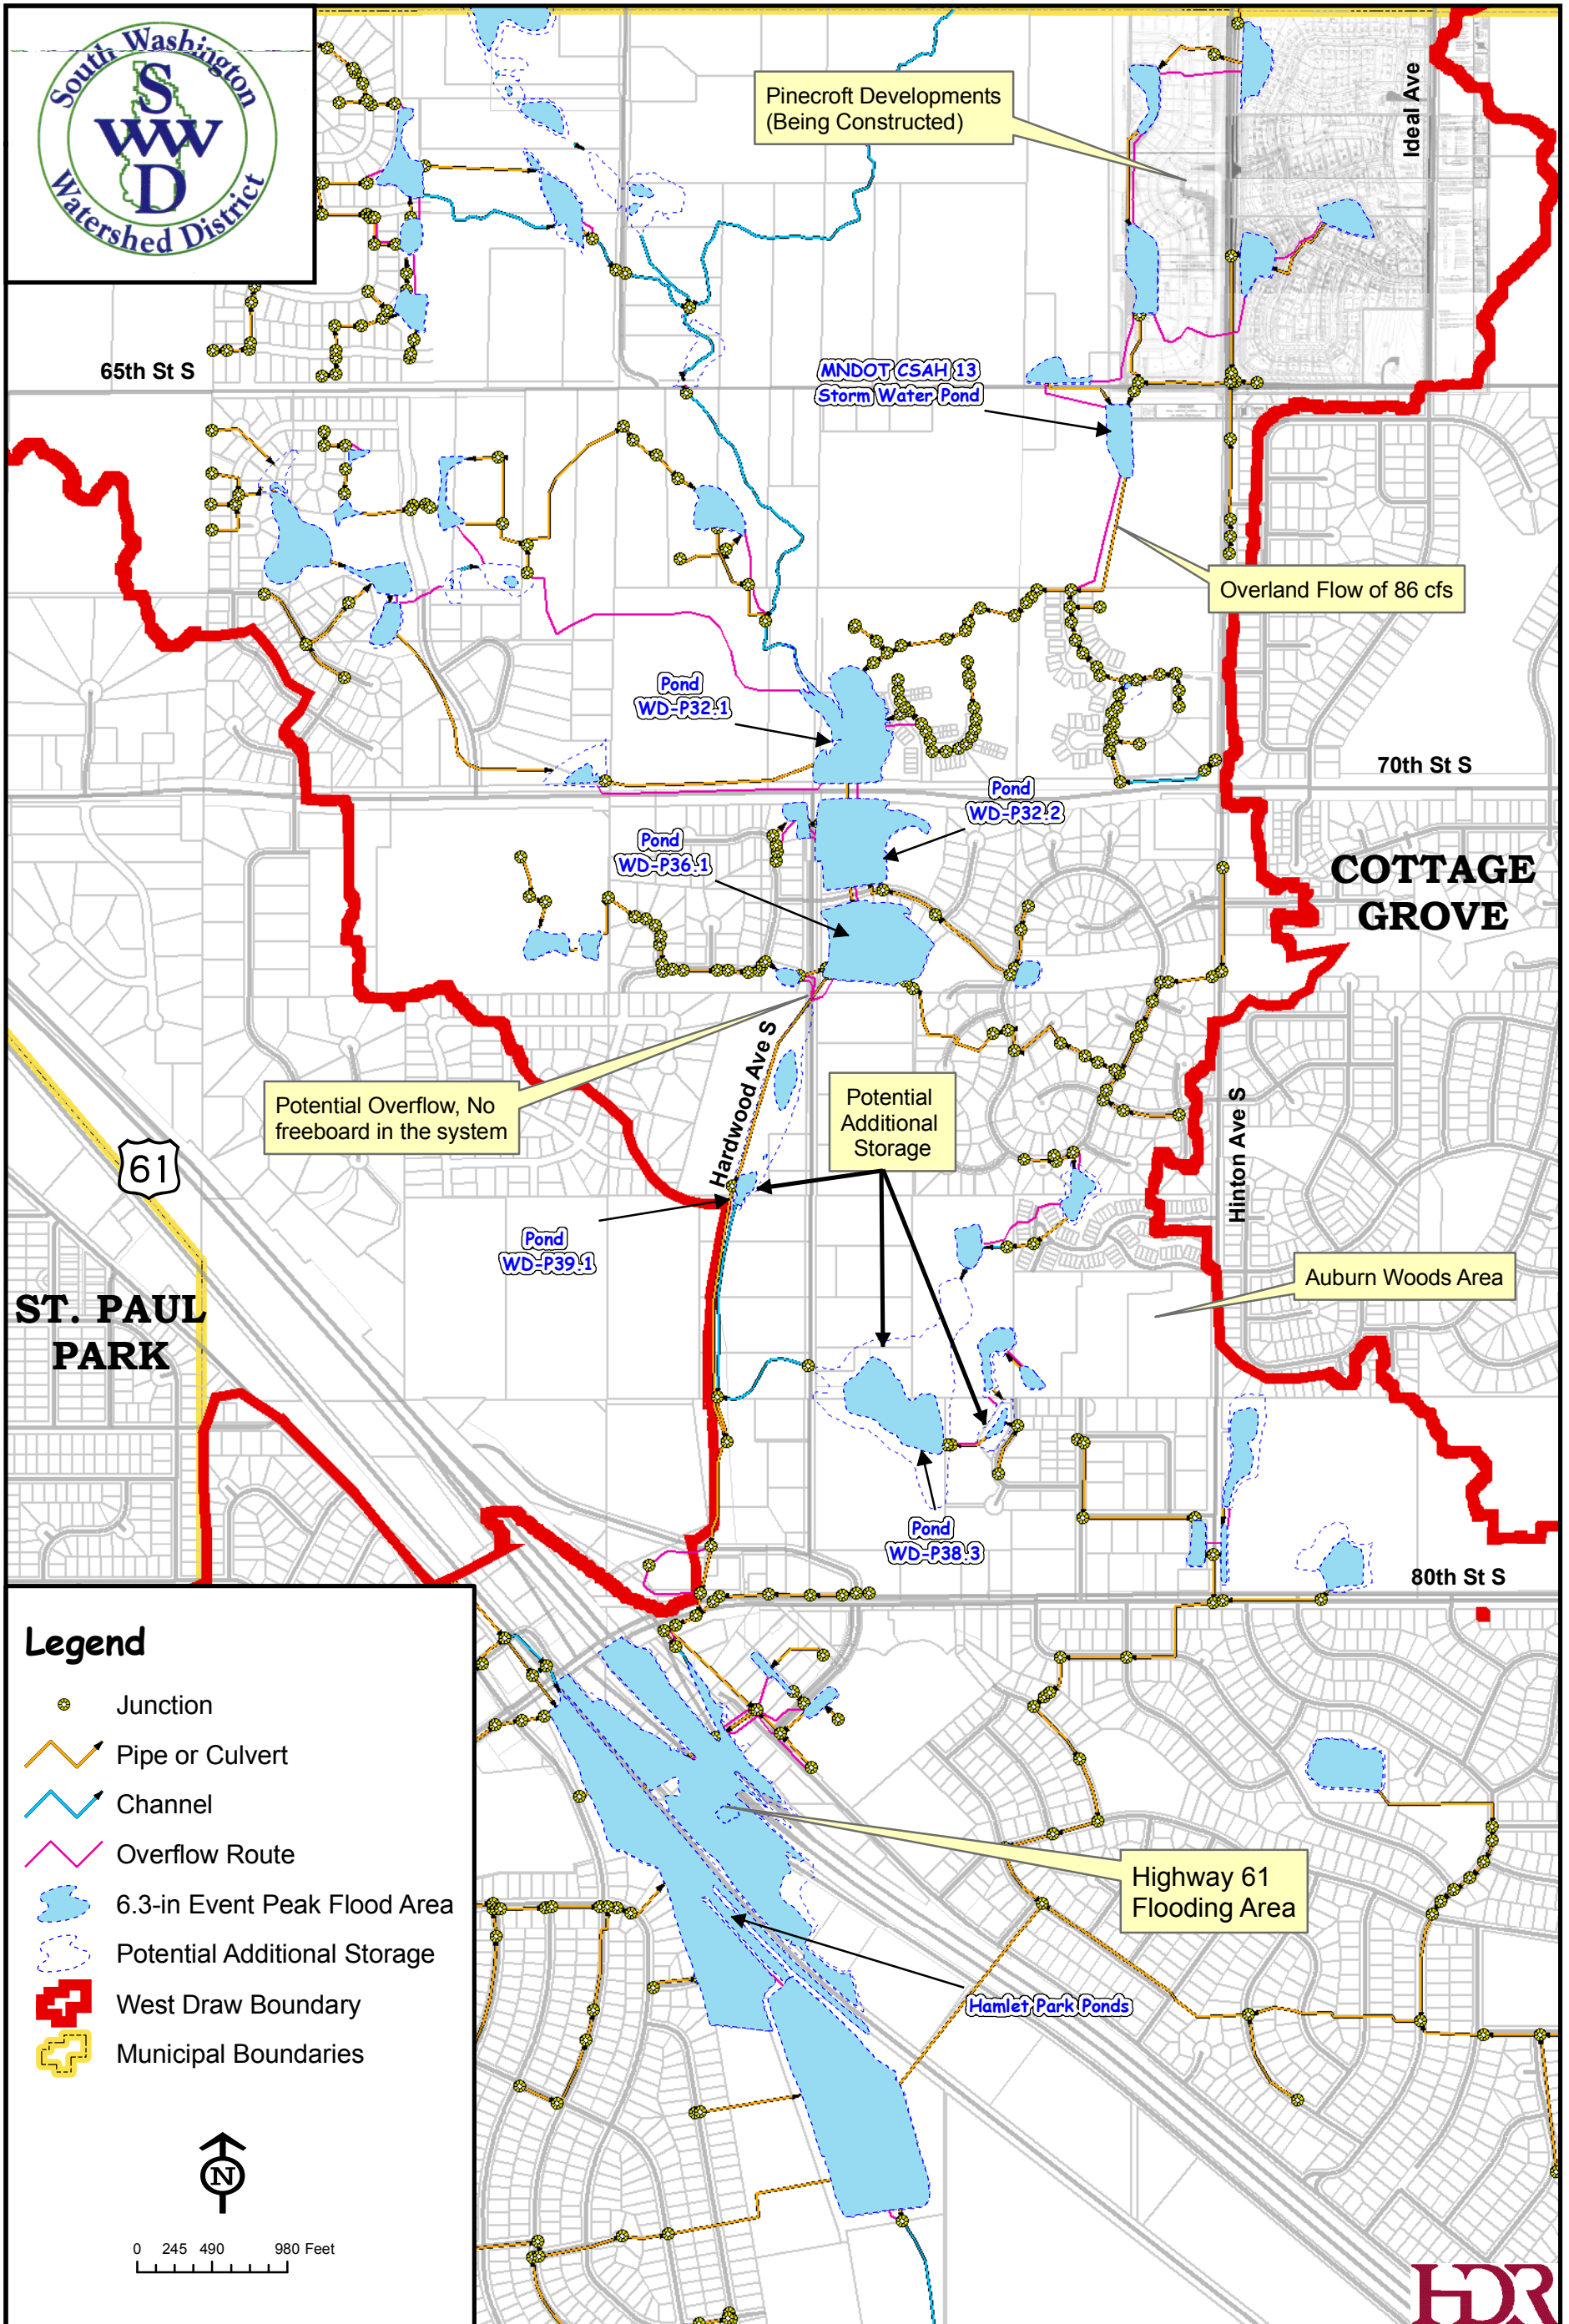 South Washington
S
WW
D
Watershed District
Pinecroft Developments
(Being Constructed)
Ideal Ave
65th St S
MNDOT CSAH 13
Storm Water Pond
Overland Flow of 86 cfs
Pond
WD-P32.1
70th St S
Pond
WD-P32.2
Pond
WD-P36.1
COTTAGE
GROVE
Hardwood Ave S
Potential Overflow, No
freeboard in the system
Potential
Additional
Storage
61
Hinton Ave S
Pond
WD-P39.1
Auburn Woods Area
ST. PAUL
PARK
Pond
WD-P38.3
80th St S
Legend
Junction
Pipe or Culvert
Channel
Overflow Route
6.3-in Event Peak Flood Area
Potential Additional Storage
West Draw Boundary
Municipal Boundaries
N
0 245 490 980 Feet
Highway 61
Flooding Area
Hamlet Park Ponds
HDR